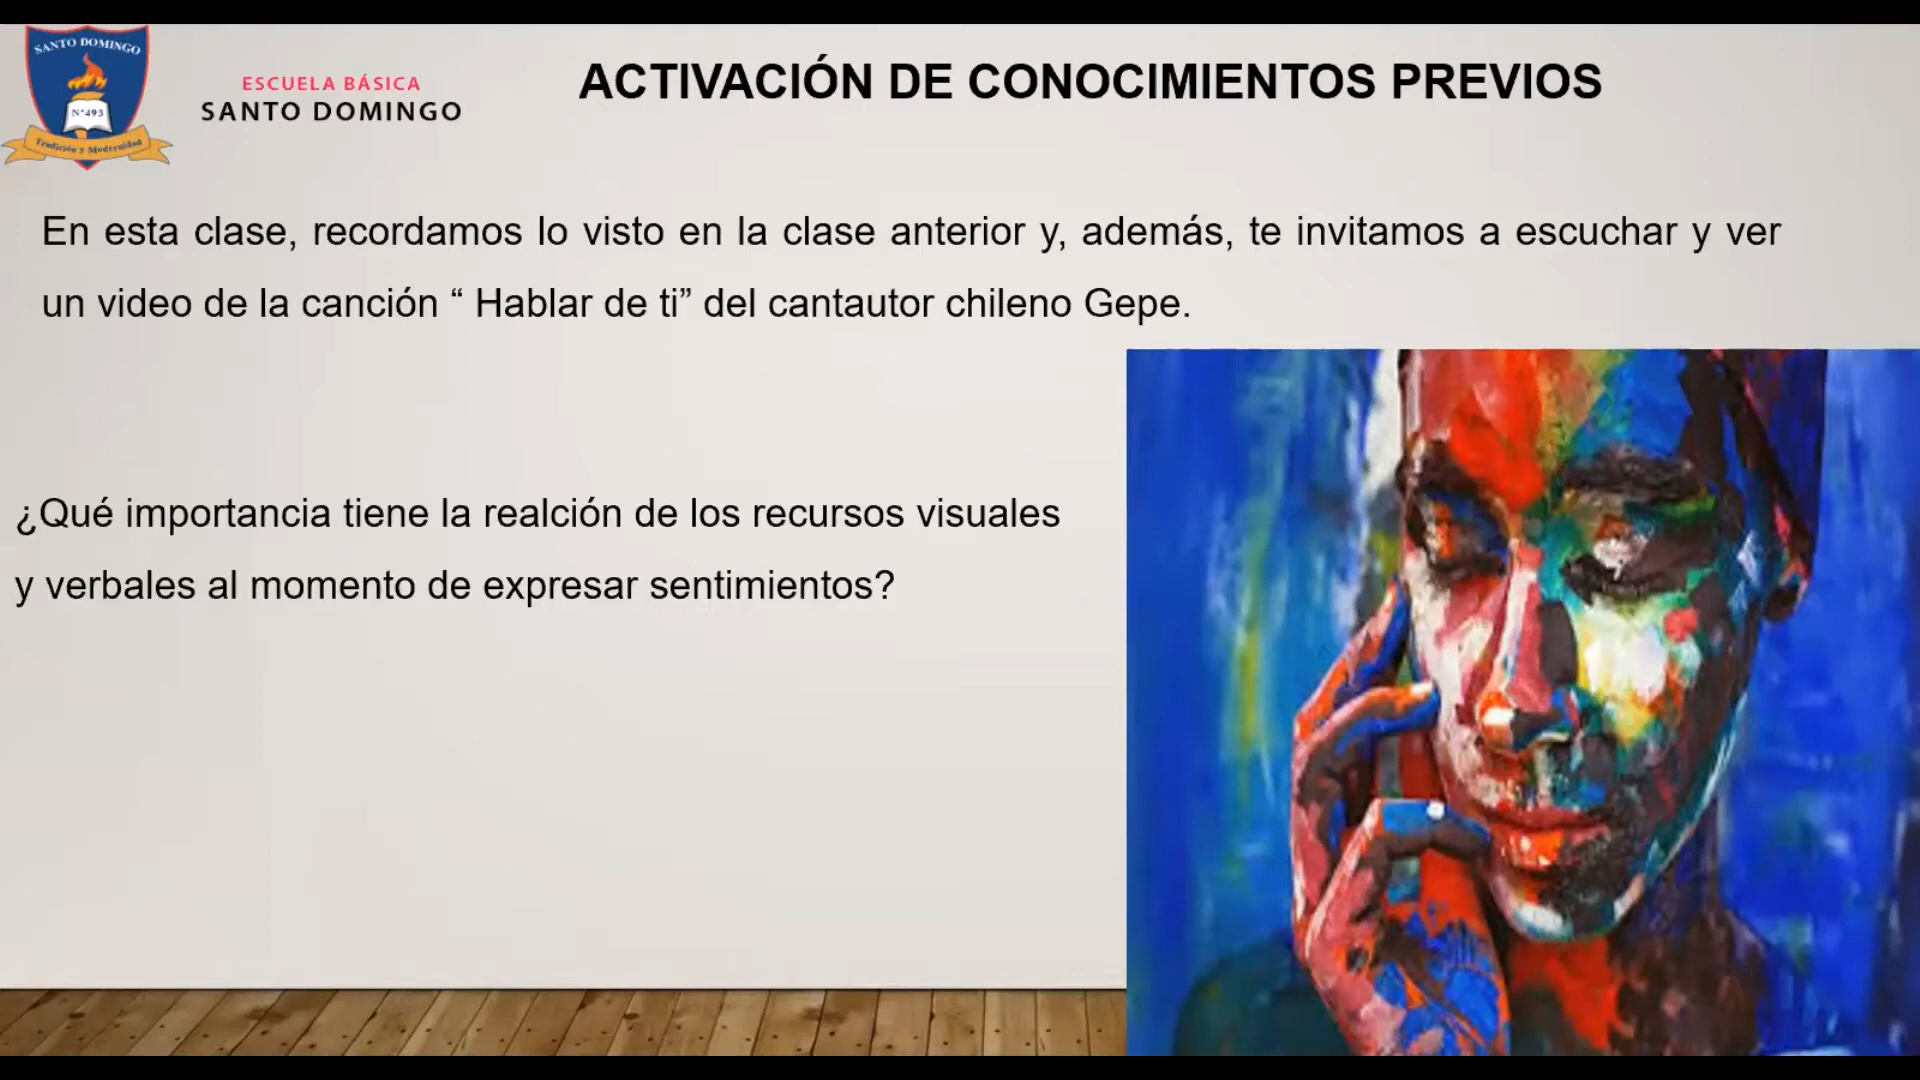 SANTO DOMINGO
N°493
Tradición y Modernidad
ESCUELA BÁSICA
SANTO DOMINGO
ACTIVACIÓN DE CONOCIMIENTOS PREVIOS
En esta clase, recordamos lo visto en la clase anterior y, además, te invitamos a escuchar y ver
un video de la canción “ Hablar de ti” del cantautor chileno Gepe.
¿Qué importancia tiene la realción de los recursos visuales
y verbales al momento de expresar sentimientos?